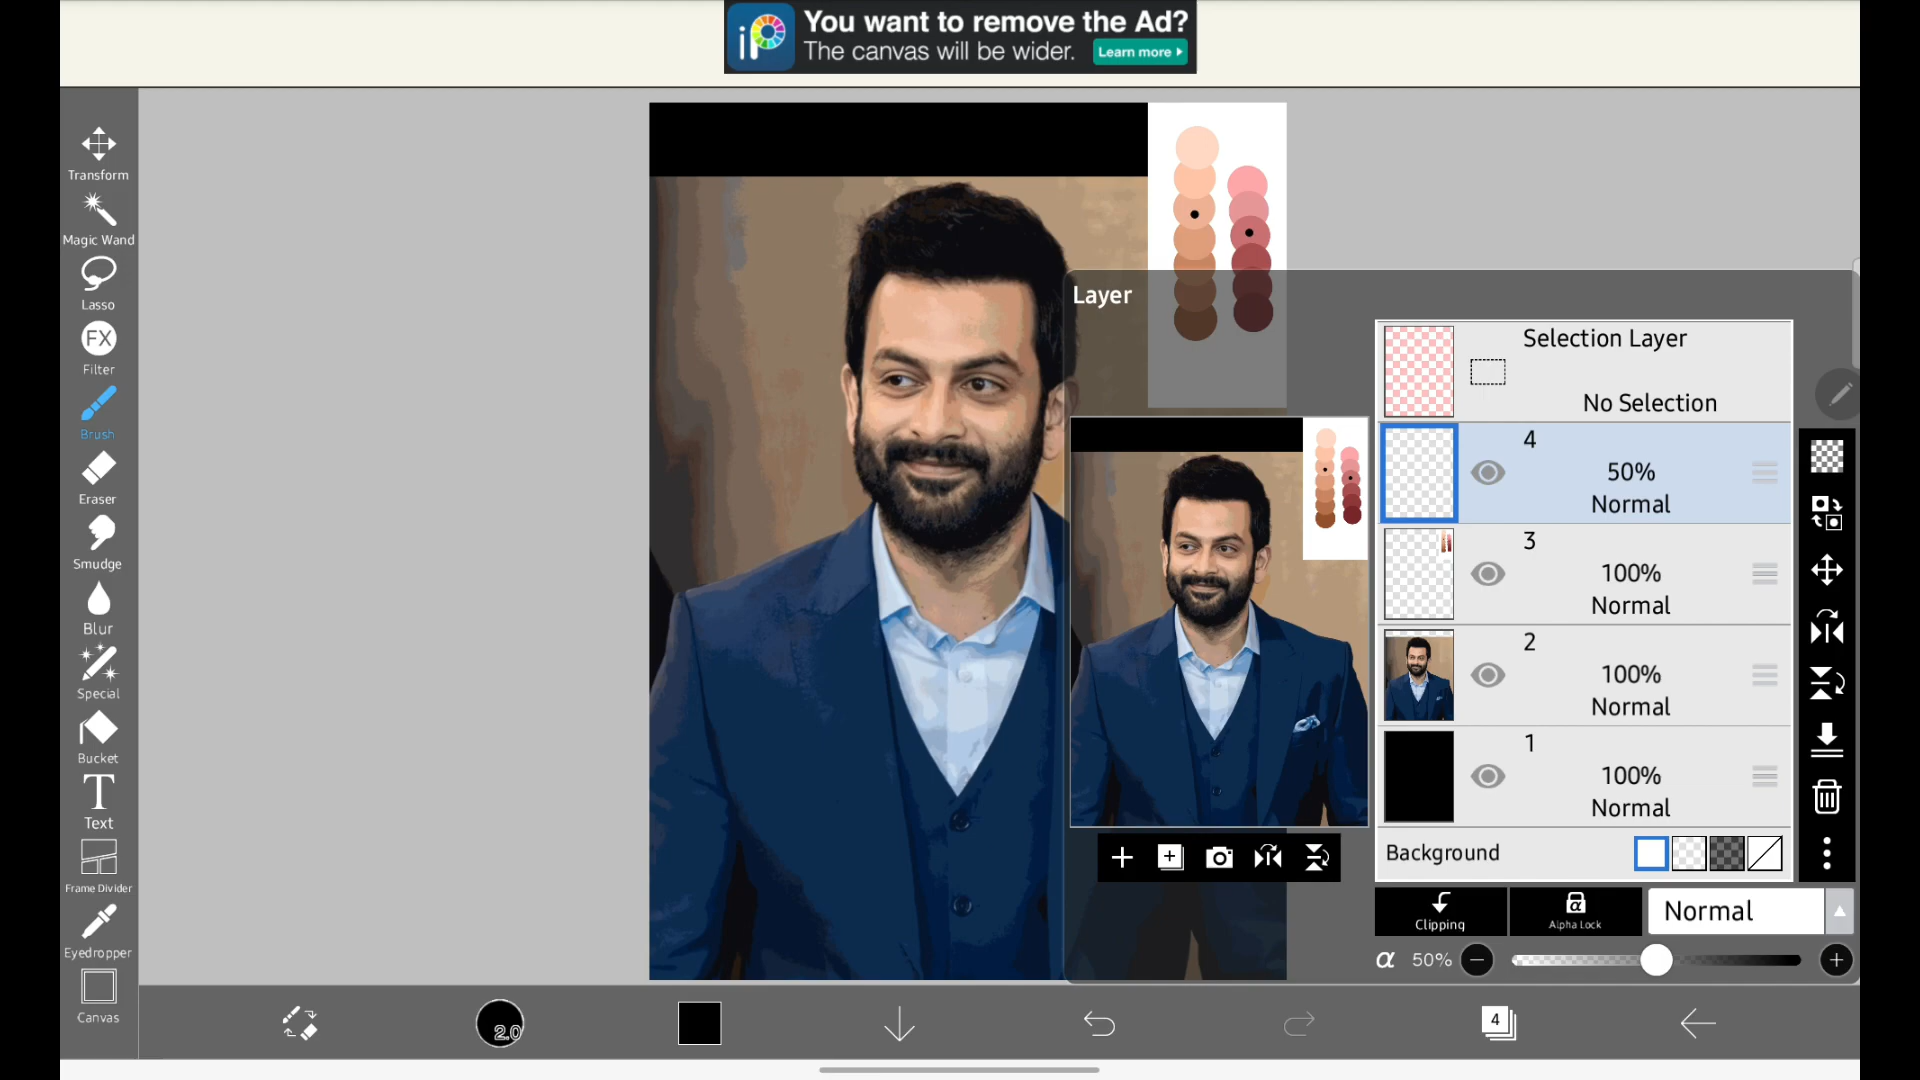 iP
You want to remove the Ad?
The canvas will be wider.
Learn more
Transform
Magic Wand
Lasso
FX
Filter
Brush
Eraser
Smudge
Blur
Special
Bucket
T
Text
Frame Divider
Eyedropper
Canvas
Layer
Selection Layer
No Selection
4
50%
Normal
3
100%
Normal
2
100%
Normal
1
100%
Normal
Background
Clipping
α
Alpha Lock
Normal
α 50%
2.0
4